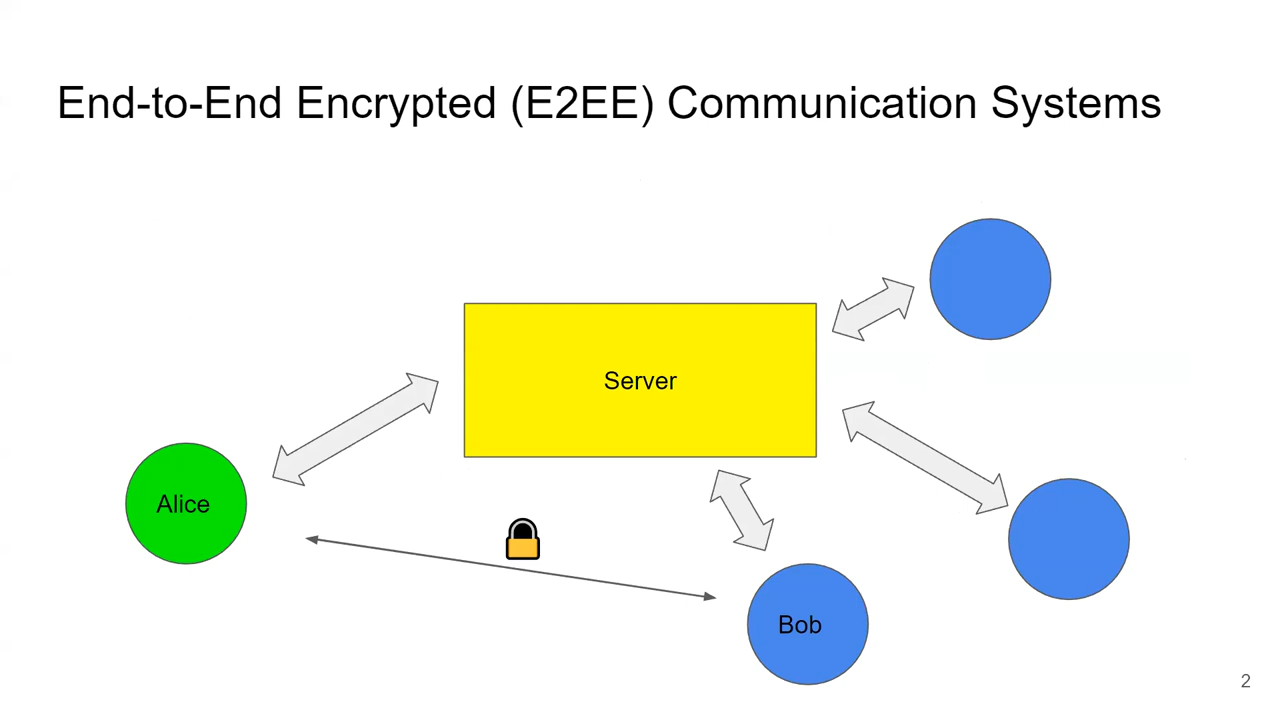 End-to-End Encrypted (E2EE) Communication Systems
Server
Alice
Bob
2